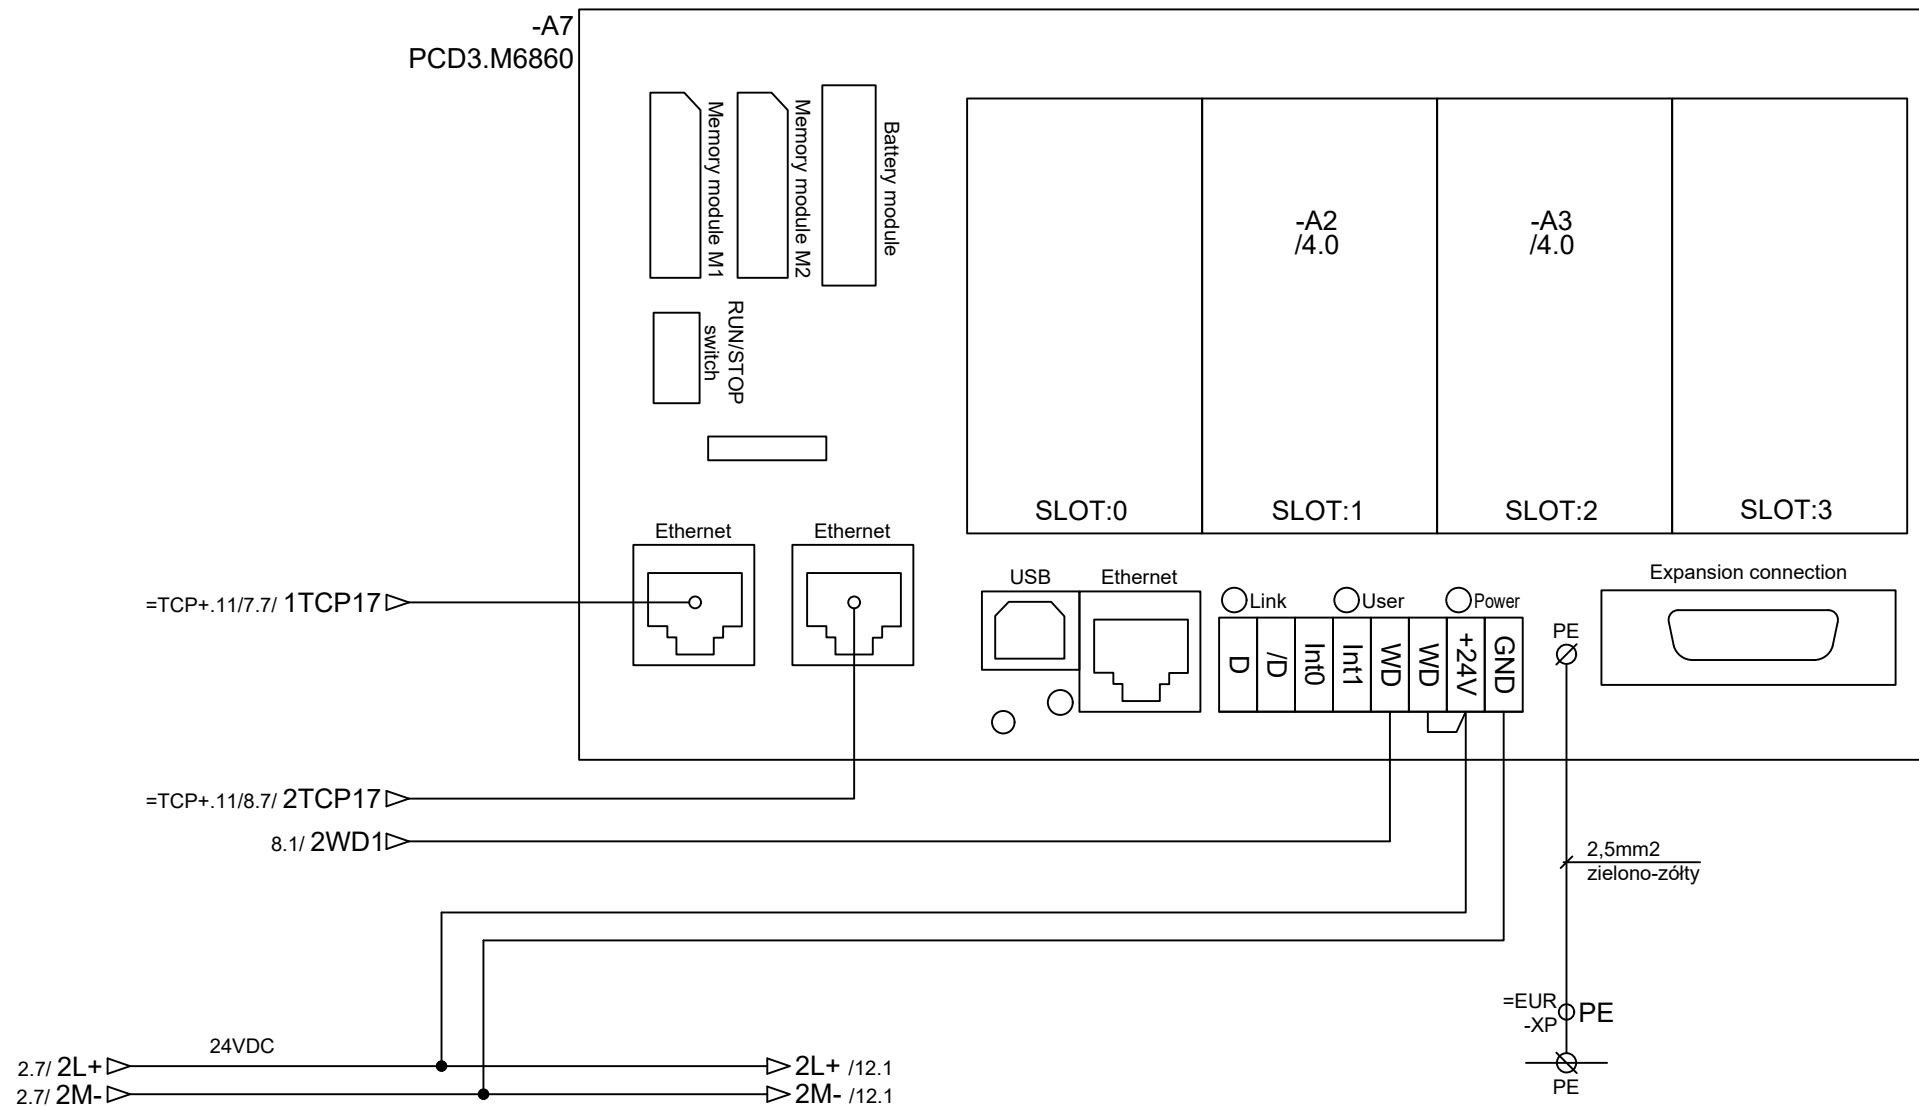 -A7
PCD3.M6860
Memory module M1
Memory module M2
Battery module
RUN/STOP
switch
-A2
/4.0
-A3
/4.0
SLOT:0
SLOT:1
SLOT:2
SLOT:3
Ethernet
Ethernet
USB
Ethernet
Link
User
Power
Expansion connection
D
/D
Int0
Int1
WD
WD
+24V
GND
PE
=TCP+.11/7.7/ 1TCP17
=TCP+.11/8.7/ 2TCP17
8.1/ 2WD1
2,5mm2
zielono-zółty
=EUR
-XP
PE
PE
24VDC
2.7/ 2L+
2L+ /12.1
2.7/ 2M-
2M- /12.1